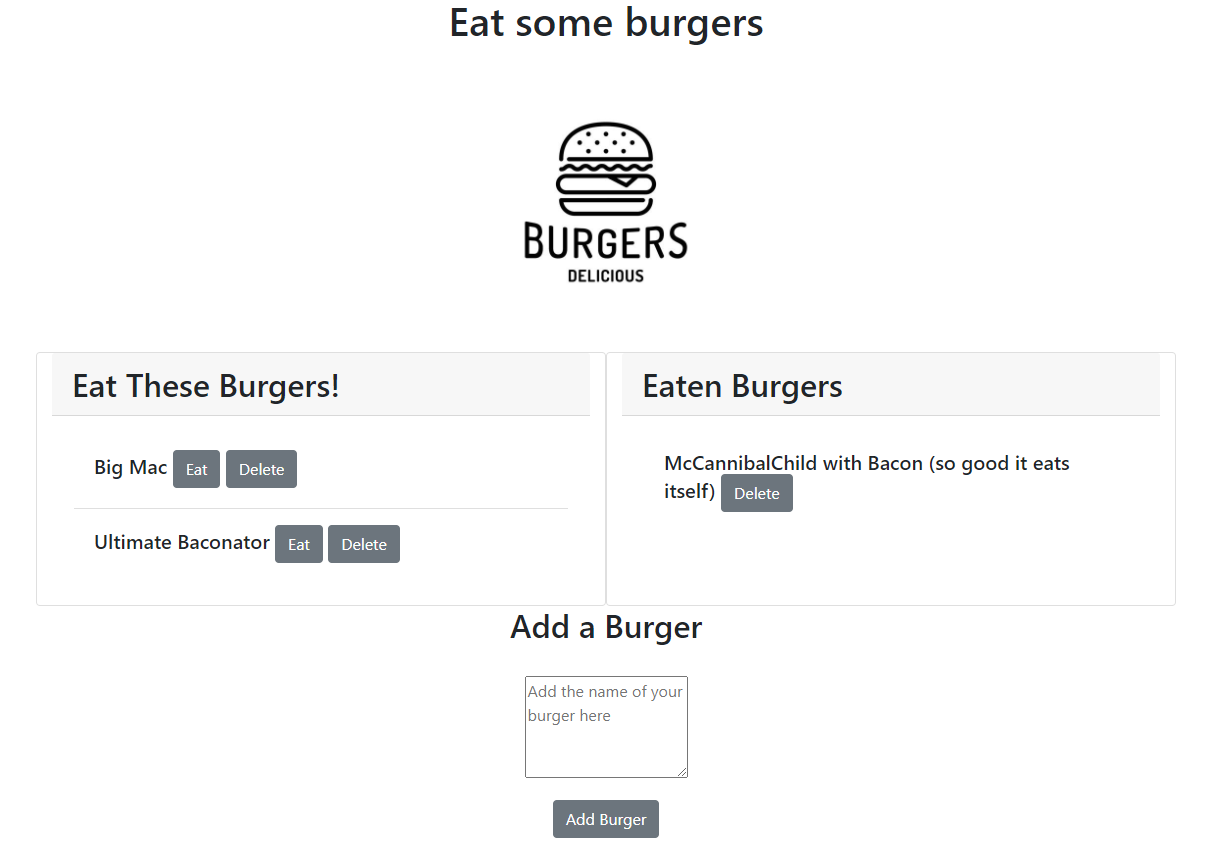 Eat some burgers
BURGERS
DELICIOUS
Eat These Burgers!
Big Mac Eat Delete
Ultimate Baconator Eat Delete
Eaten Burgers
McCannibalChild with Bacon (so good it eats
itself) Delete
Add a Burger
Add the name of your
burger here
Add Burger